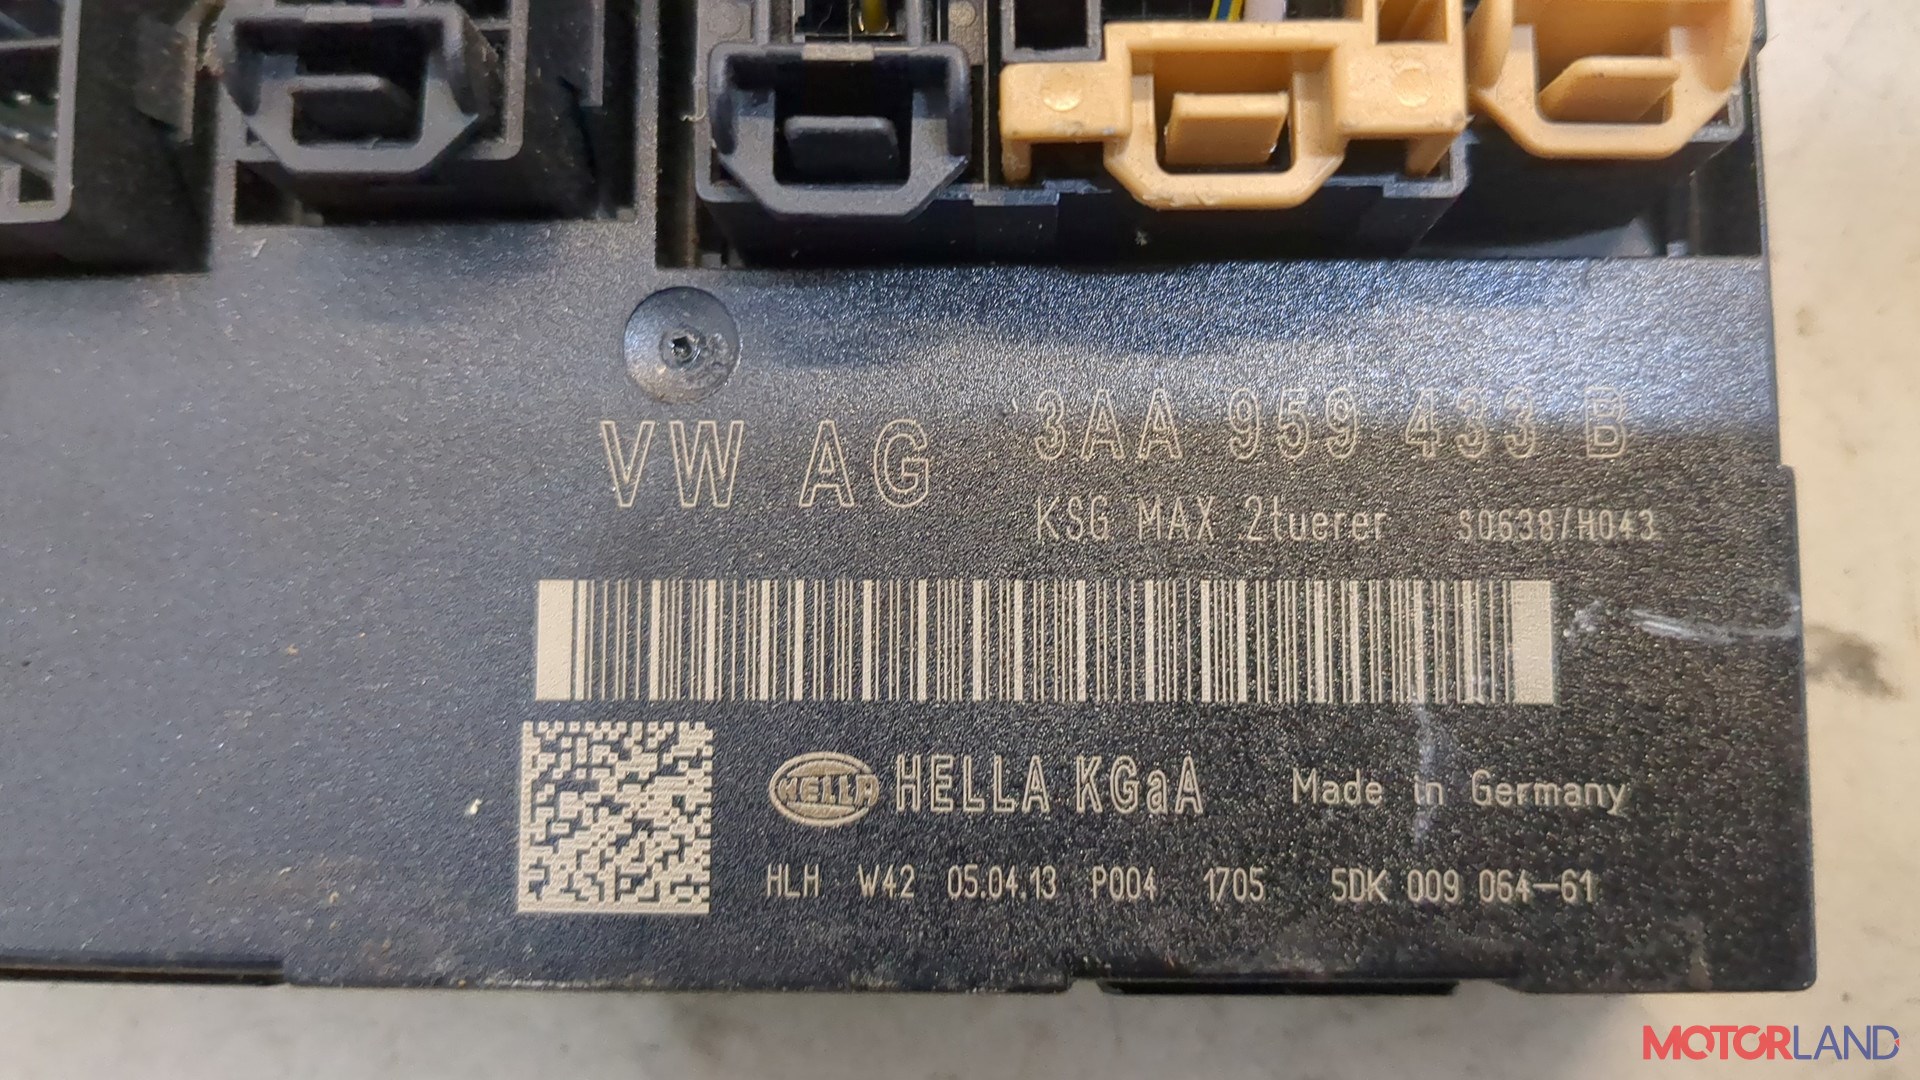 VW AG 3AA 959 433 B
KSG MAX 2tuerer S0638/H043
HELLA HELLA KGaA Made in Germany
HLH W42 05.04.13 P004 1705 5DK 009 064-61
MOTORLAND